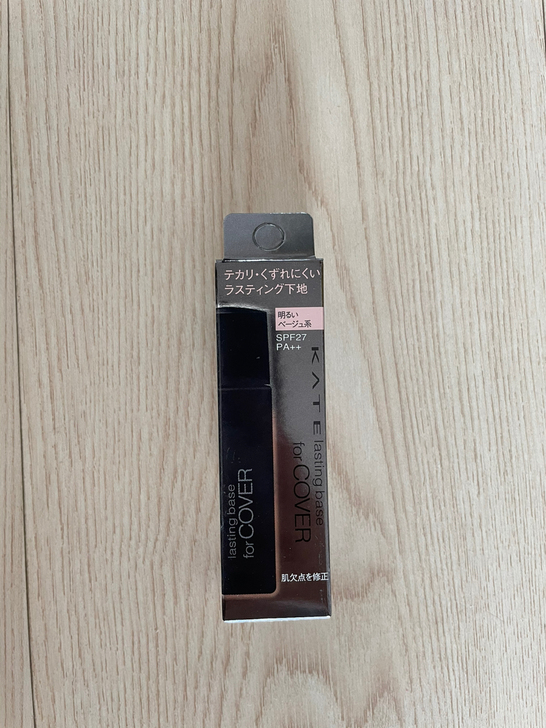 テカリ・くずれにくい
ラスティング下地
明るい
ベージュ系
SPF27
PA++
KATE lasting base
for COVER
lasting base
for COVER
肌欠点を修正